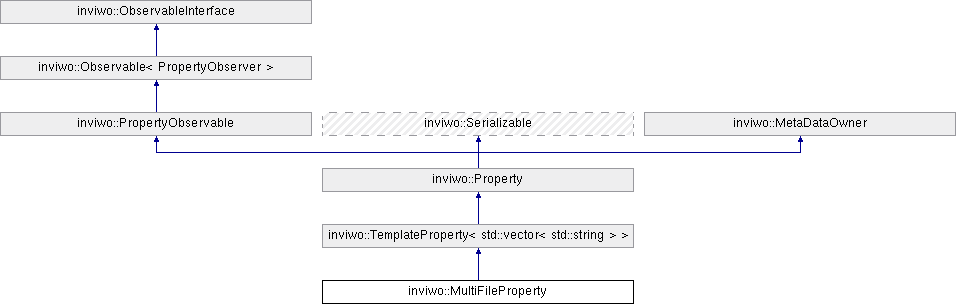 inviwo::ObservableInterface
inviwo::Observable< PropertyObserver >
inviwo::PropertyObservable
inviwo::Serializable
inviwo::MetaDataOwner
inviwo::Property
inviwo::TemplateProperty< std::vector< std::string > >
inviwo::MultiFileProperty